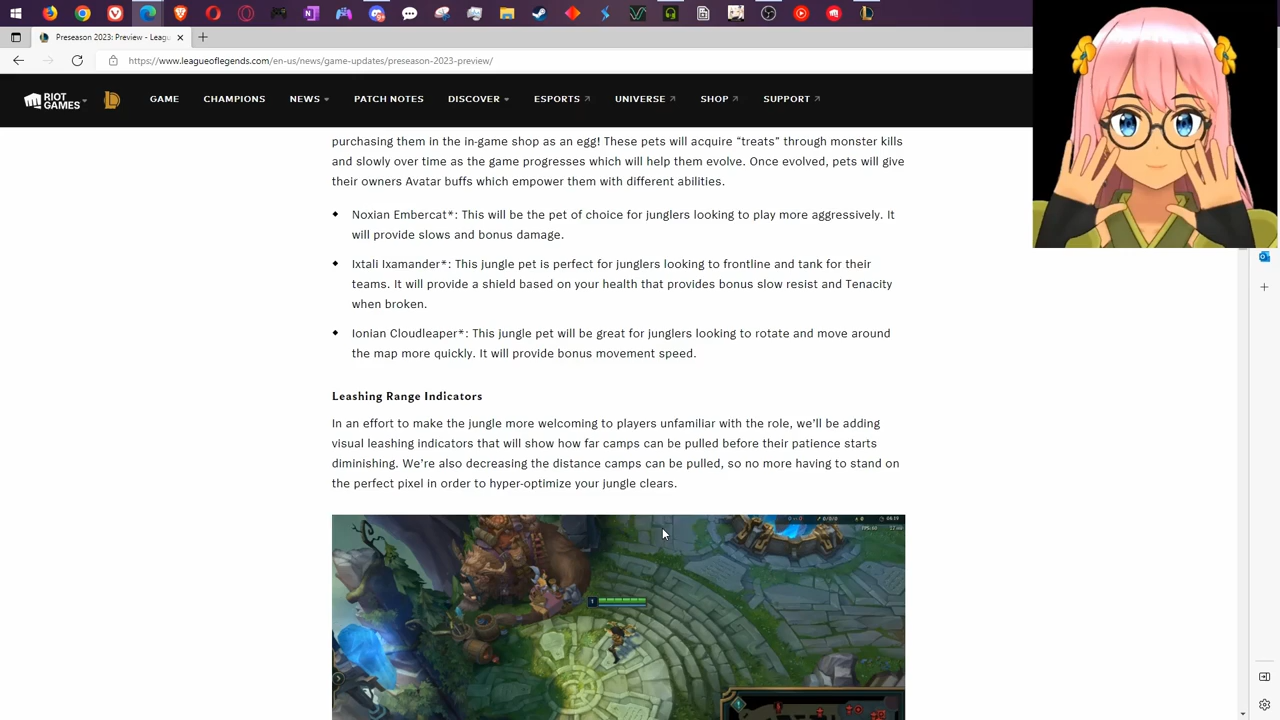 Preseason 2023: Preview - Leag
https://www.leagueoflegends.com/en-us/news/game-updates/preseason-2023-preview/
RIOT GAMES GAME CHAMPIONS NEWS PATCH NOTES DISCOVER ESPORTS UNIVERSE SHOP SUPPORT
purchasing them in the in-game shop as an egg! These pets will acquire “treats” through monster kills
and slowly over time as the game progresses which will help them evolve. Once evolved, pets will give
their owners Avatar buffs which empower them with different abilities.
Noxian Embercat*: This will be the pet of choice for junglers looking to play more aggressively. It
will provide slows and bonus damage.
Ixtali Ixamander*: This jungle pet is perfect for junglers looking to frontline and tank for their
teams. It will provide a shield based on your health that provides bonus slow resist and Tenacity
when broken.
Ionian Cloudleaper*: This jungle pet will be great for junglers looking to rotate and move around
the map more quickly. It will provide bonus movement speed.
Leashing Range Indicators
In an effort to make the jungle more welcoming to players unfamiliar with the role, we’ll be adding
visual leashing indicators that will show how far camps can be pulled before their patience starts
diminishing. We’re also decreasing the distance camps can be pulled, so no more having to stand on
the perfect pixel in order to hyper-optimize your jungle clears.